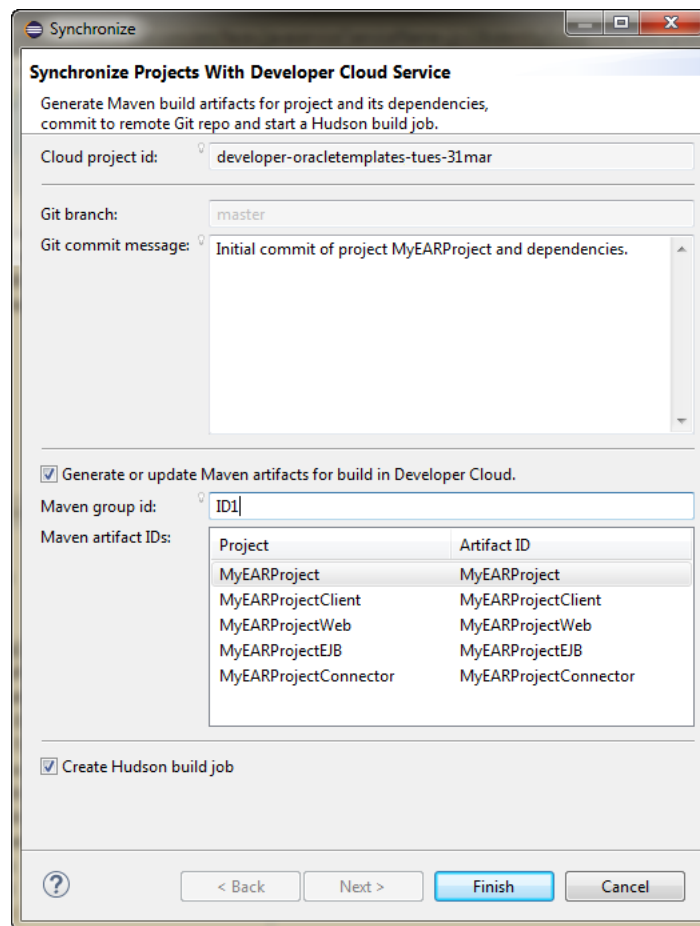 Synchronize
Synchronize Projects With Developer Cloud Service
Generate Maven build artifacts for project and its dependencies,
commit to remote Git repo and start a Hudson build job.
Cloud project id: developer-oracletemplates-tues-31mar
Git branch: master
Git commit message: Initial commit of project MyEARProject and dependencies.
Generate or update Maven artifacts for build in Developer Cloud.
Maven group id: ID1
Maven artifact IDs:
Project Artifact ID
MyEARProject MyEARProject
MyEARProjectClient MyEARProjectClient
MyEARProjectWeb MyEARProjectWeb
MyEARProjectEJB MyEARProjectEJB
MyEARProjectConnector MyEARProjectConnector
Create Hudson build job
? < Back Next > Finish Cancel